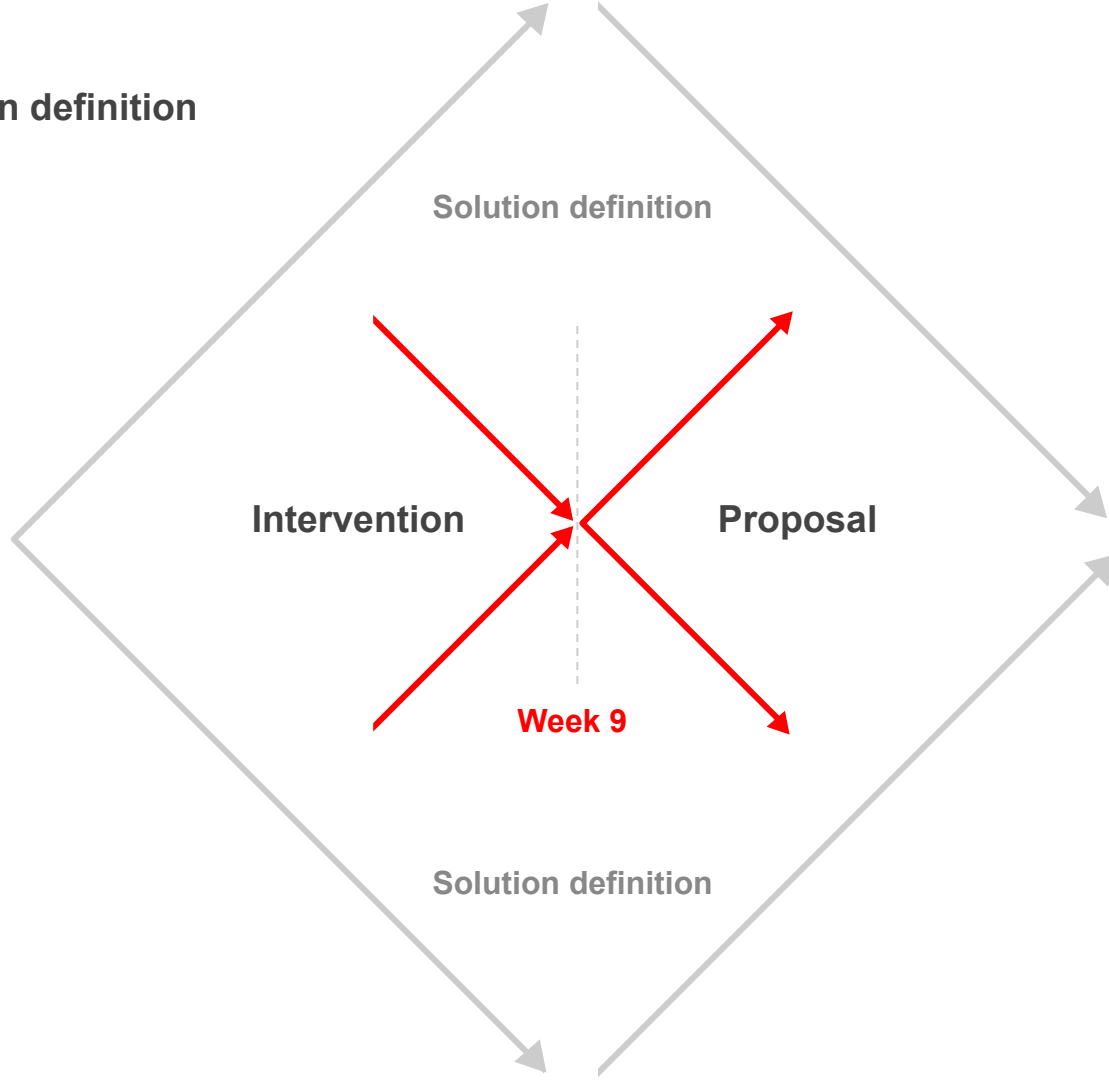 n definition
Solution definition
Intervention
Proposal
Week 9
Solution definition